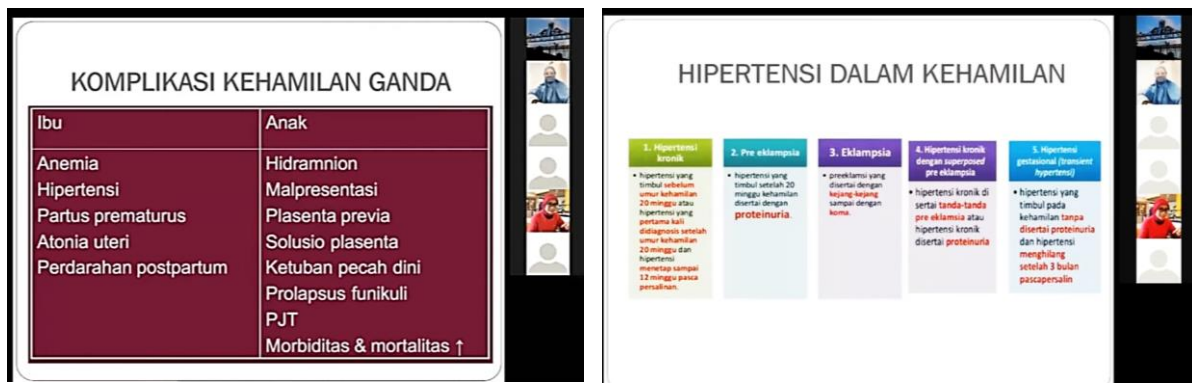 KOMPLIKASI KEHAMILAN GANDA
Ibu
Anak
Anemia
Hidramnion
Hipertensi
Malpresentasi
Partus prematurus
Plasenta previa
Atonia uteri
Solusio plasenta
Perdarahan postpartum
Ketuban pecah dini
Prolapsus funikuli
PJT
Morbiditas & mortalitas ↑
HIPERTENSI DALAM KEHAMILAN
1. Hipertensi
kronik
• hipertensi yang
timbul sebelum
umur kehamilan
20 minggu atau
hipertensi yang
pertama kali
didiagnosis setelah
umur kehamilan
20 minggu dan
hipertensi
menetap sampai
12 minggu pasca
persalinan.
2. Pre eklampsia
• hipertensi yang
timbul setelah 20
minggu kehamilan
disertai dengan
proteinuria.
3. Eklampsia
• preeklamsi yang
disertai dengan
kejang-kejang
sampai dengan
koma.
4. Hipertensi kronik
dengan superposed
pre eklampsia
• hipertensi kronik di
sertai tanda-tanda
pre eklamsia atau
hipertensi kronik
disertai proteinuria
5. Hipertensi
gestasional (transient
hypertensi)
• hipertensi yang
timbul pada
kehamilan tanpa
disertai proteinuria
dan hipertensi
menghilang
setelah 3 bulan
pascapersalin